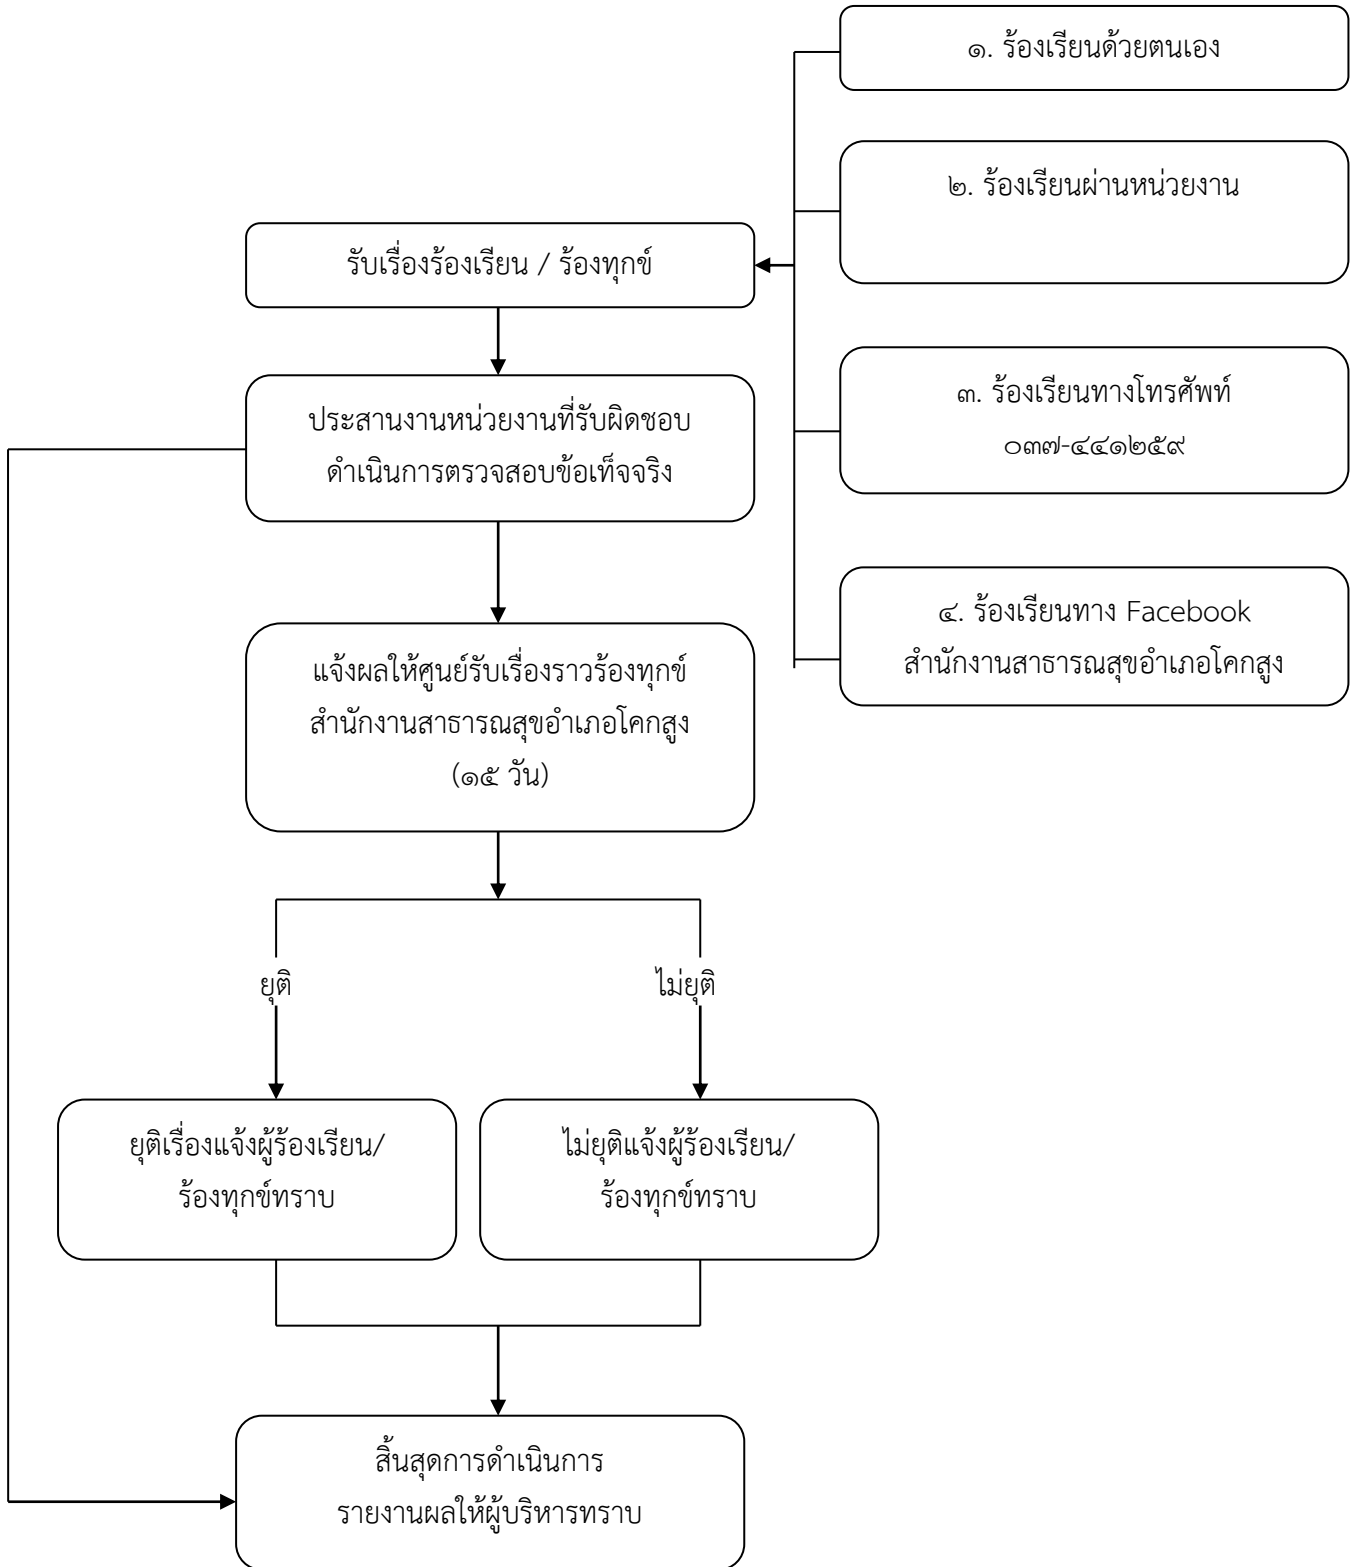 ๑. ร้องเรียนด้วยตนเอง
๒. ร้องเรียนผ่านหน่วยงาน
รับเรื่องร้องเรียน / ร้องทุกข์
๓. ร้องเรียนทางโทรศัพท์
๐๓๗-๔๔๑๒๕๙
ประสานงานหน่วยงานที่รับผิดชอบ
ดำเนินการตรวจสอบข้อเท็จจริง
๔. ร้องเรียนทาง Facebook
สำนักงานสาธารณสุขอำเภอโคกสูง
แจ้งผลให้ศูนย์รับเรื่องราวร้องทุกข์
สำนักงานสาธารณสุขอำเภอโคกสูง
(๑๕ วัน)
ยุติ
ไม่ยุติ
ยุติเรื่องแจ้งผู้ร้องเรียน/
ร้องทุกข์ทราบ
ไม่ยุติแจ้งผู้ร้องเรียน/
ร้องทุกข์ทราบ
สิ้นสุดการดำเนินการ
รายงานผลให้ผู้บริหารทราบ